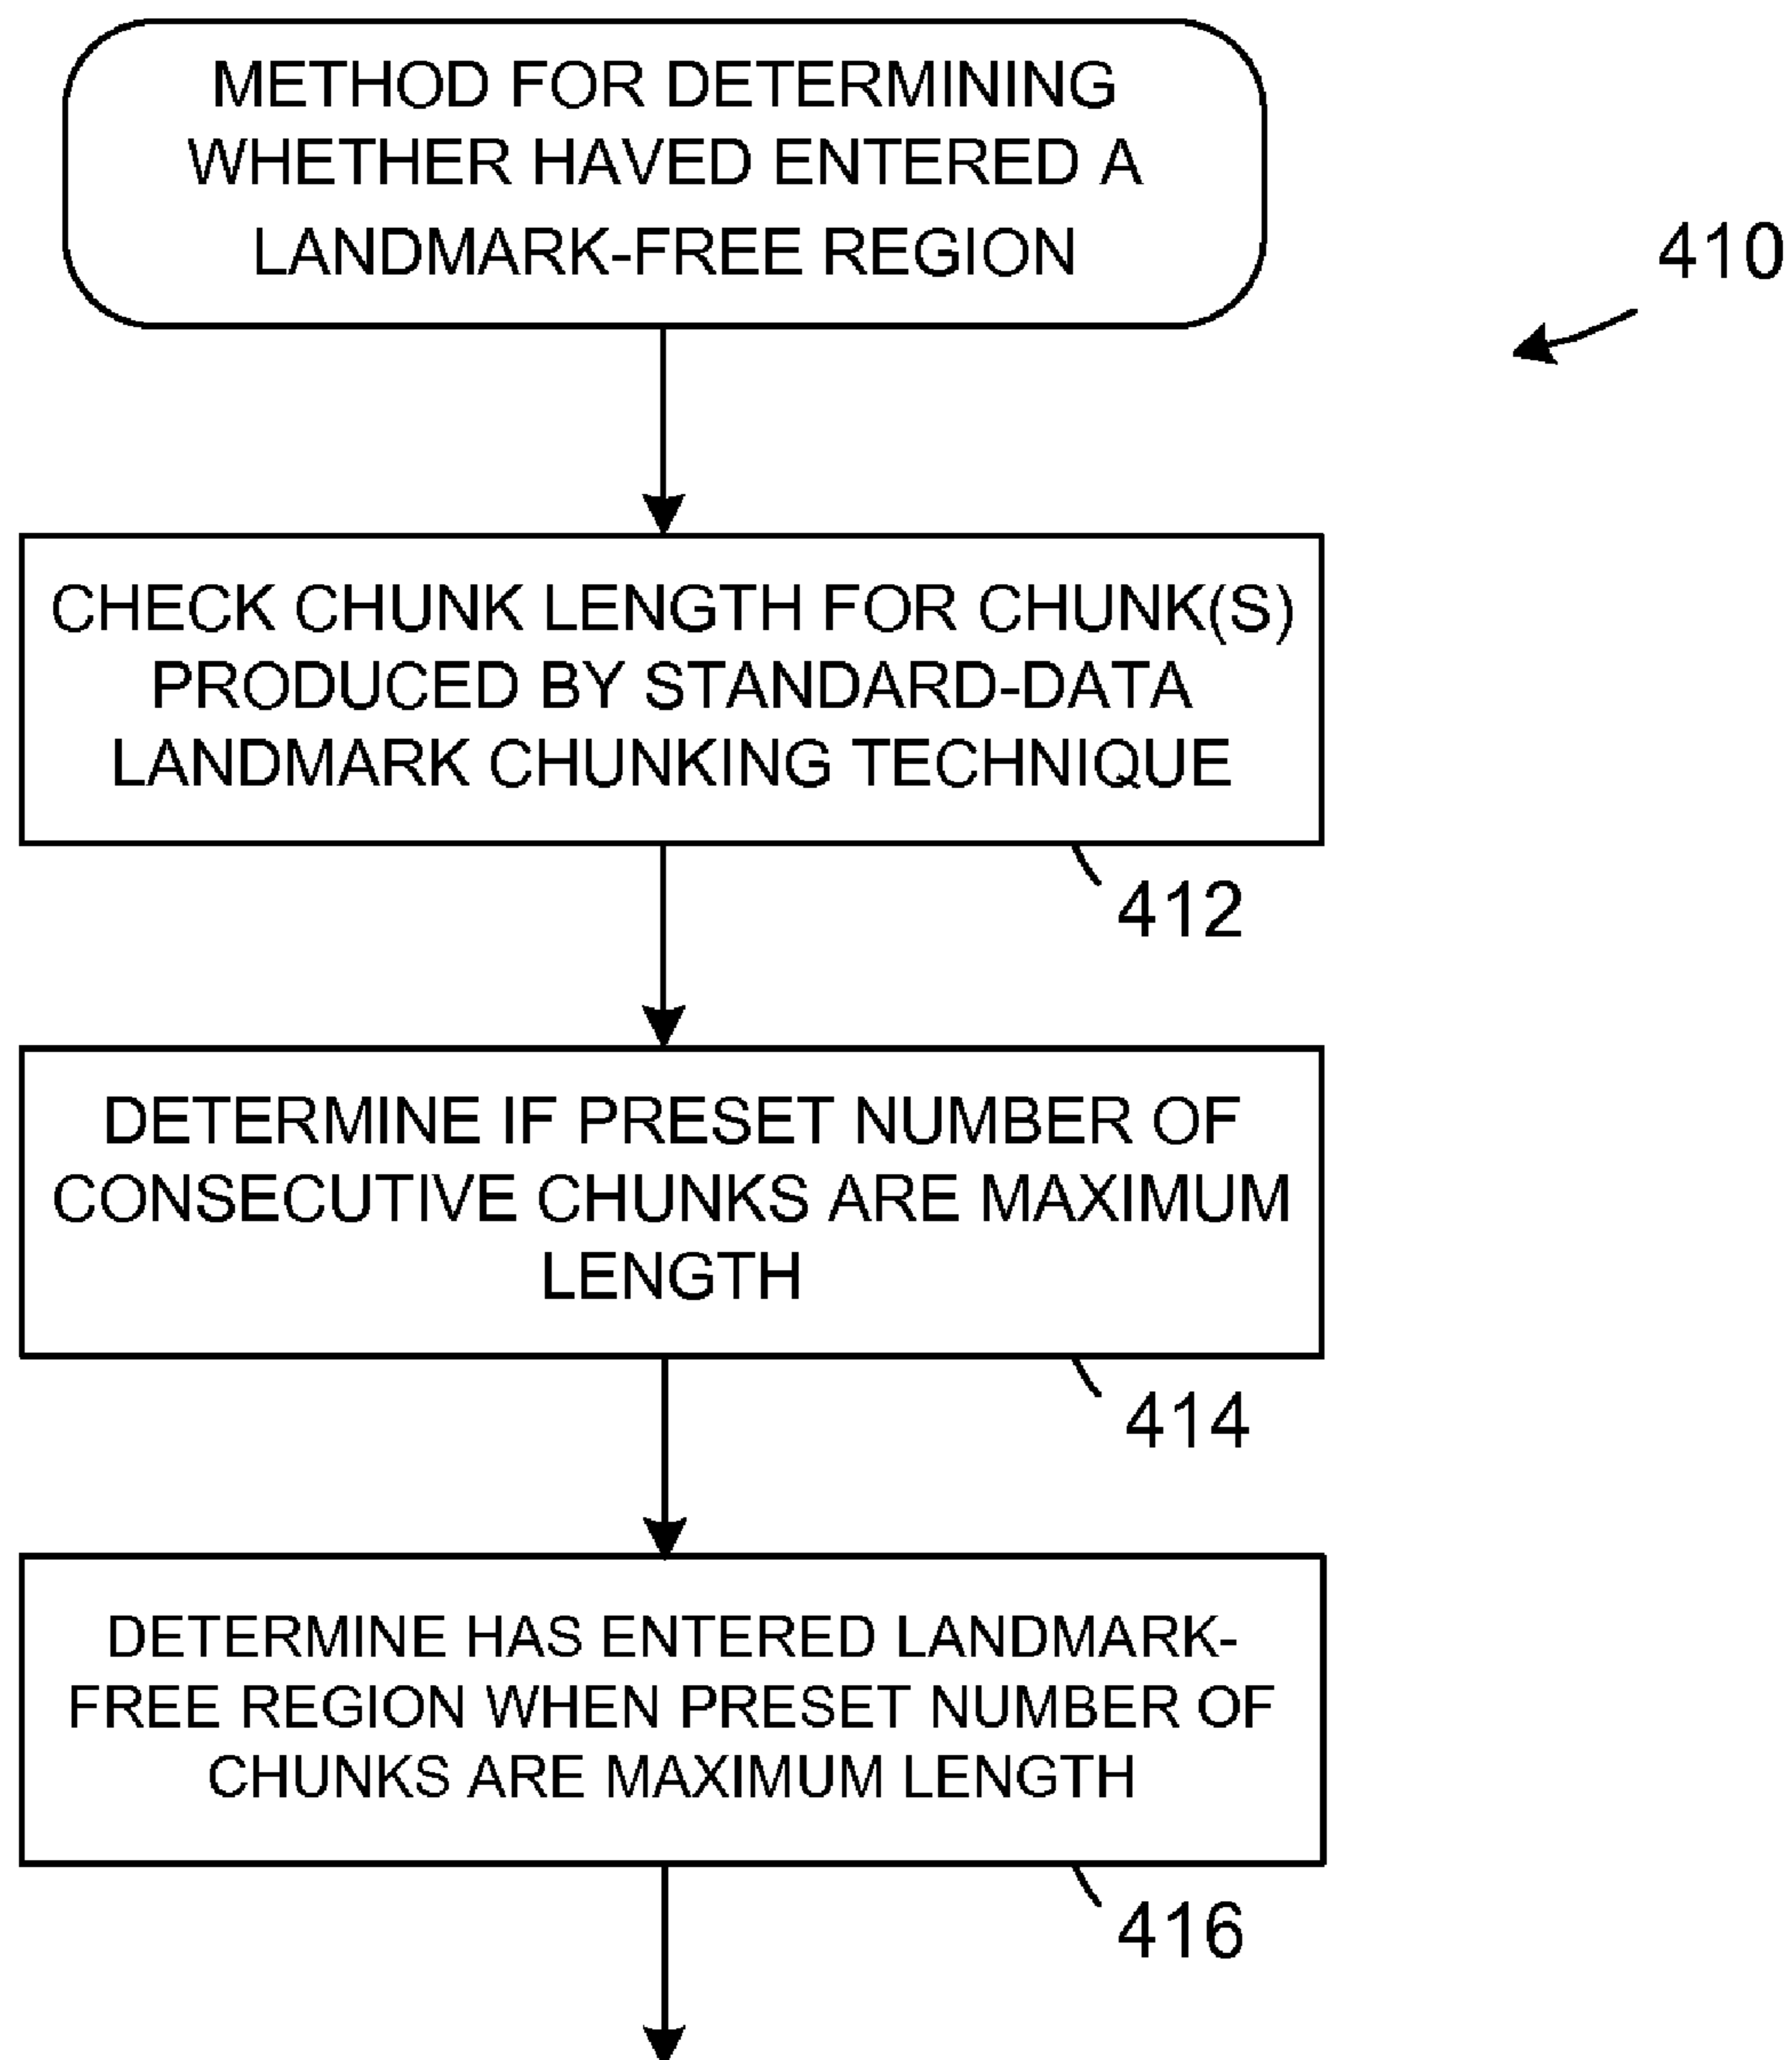 METHOD FOR DETERMINING
WHETHER HAVED ENTERED A
LANDMARK-FREE REGION
410
CHECK CHUNK LENGTH FOR CHUNK(S)
PRODUCED BY STANDARD-DATA
LANDMARK CHUNKING TECHNIQUE
412
DETERMINE IF PRESET NUMBER OF
CONSECUTIVE CHUNKS ARE MAXIMUM
LENGTH
414
DETERMINE HAS ENTERED LANDMARK-
FREE REGION WHEN PRESET NUMBER OF
CHUNKS ARE MAXIMUM LENGTH
416